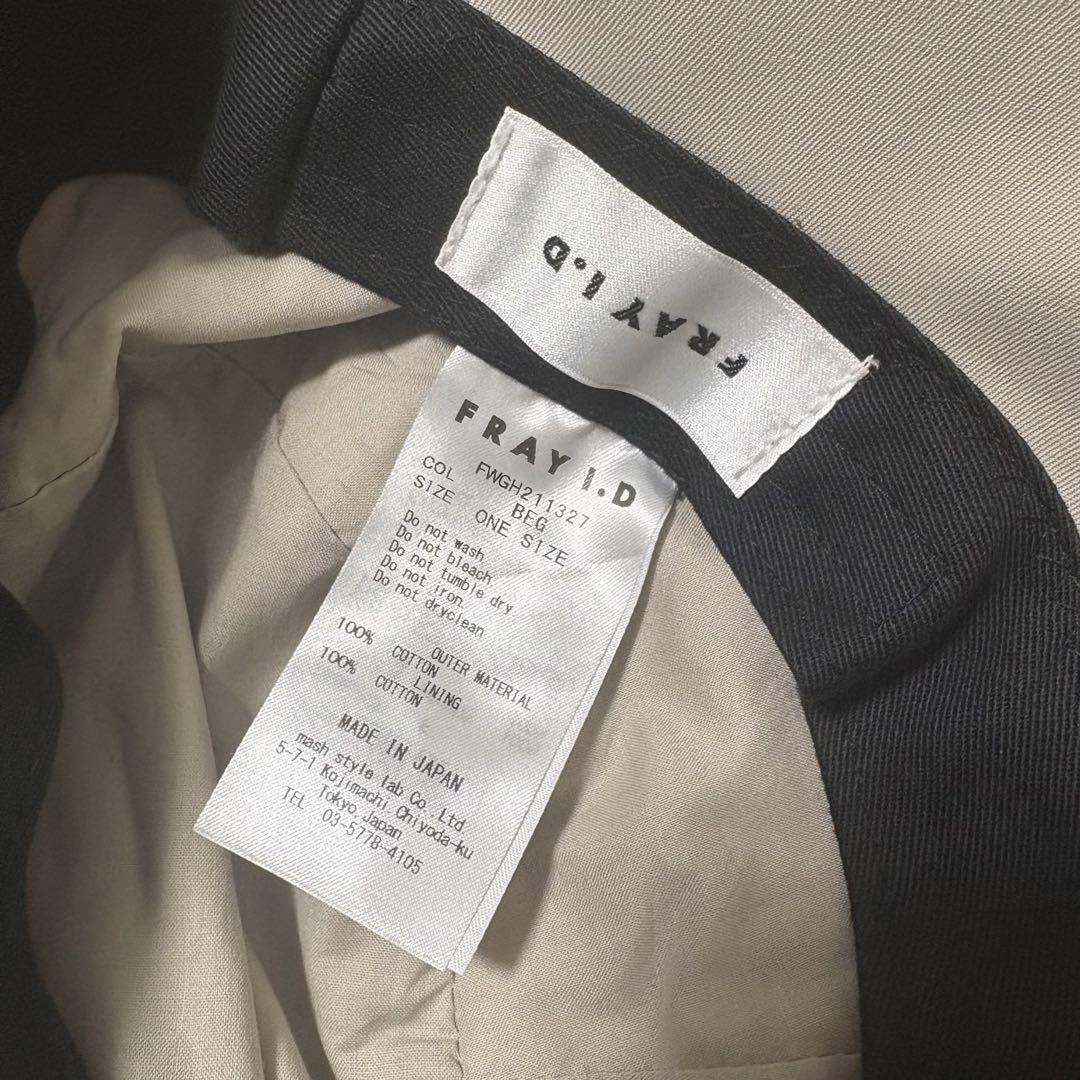 FRAY I.D
FRAY I.D
FWGH211327
COL BEG
SIZE ONE SIZE
Do not wash
Do not bleach
Do not tumble dry
Do not iron
Do not dryclean
OUTER MATERIAL
100% COTTON
LINING
100% COTTON
MADE IN JAPAN
mash style lab Co.,Ltd
5-7-1 Kojimachi Chiyoda-ku
Tokyo,Japan
TEL 03-5778-4105